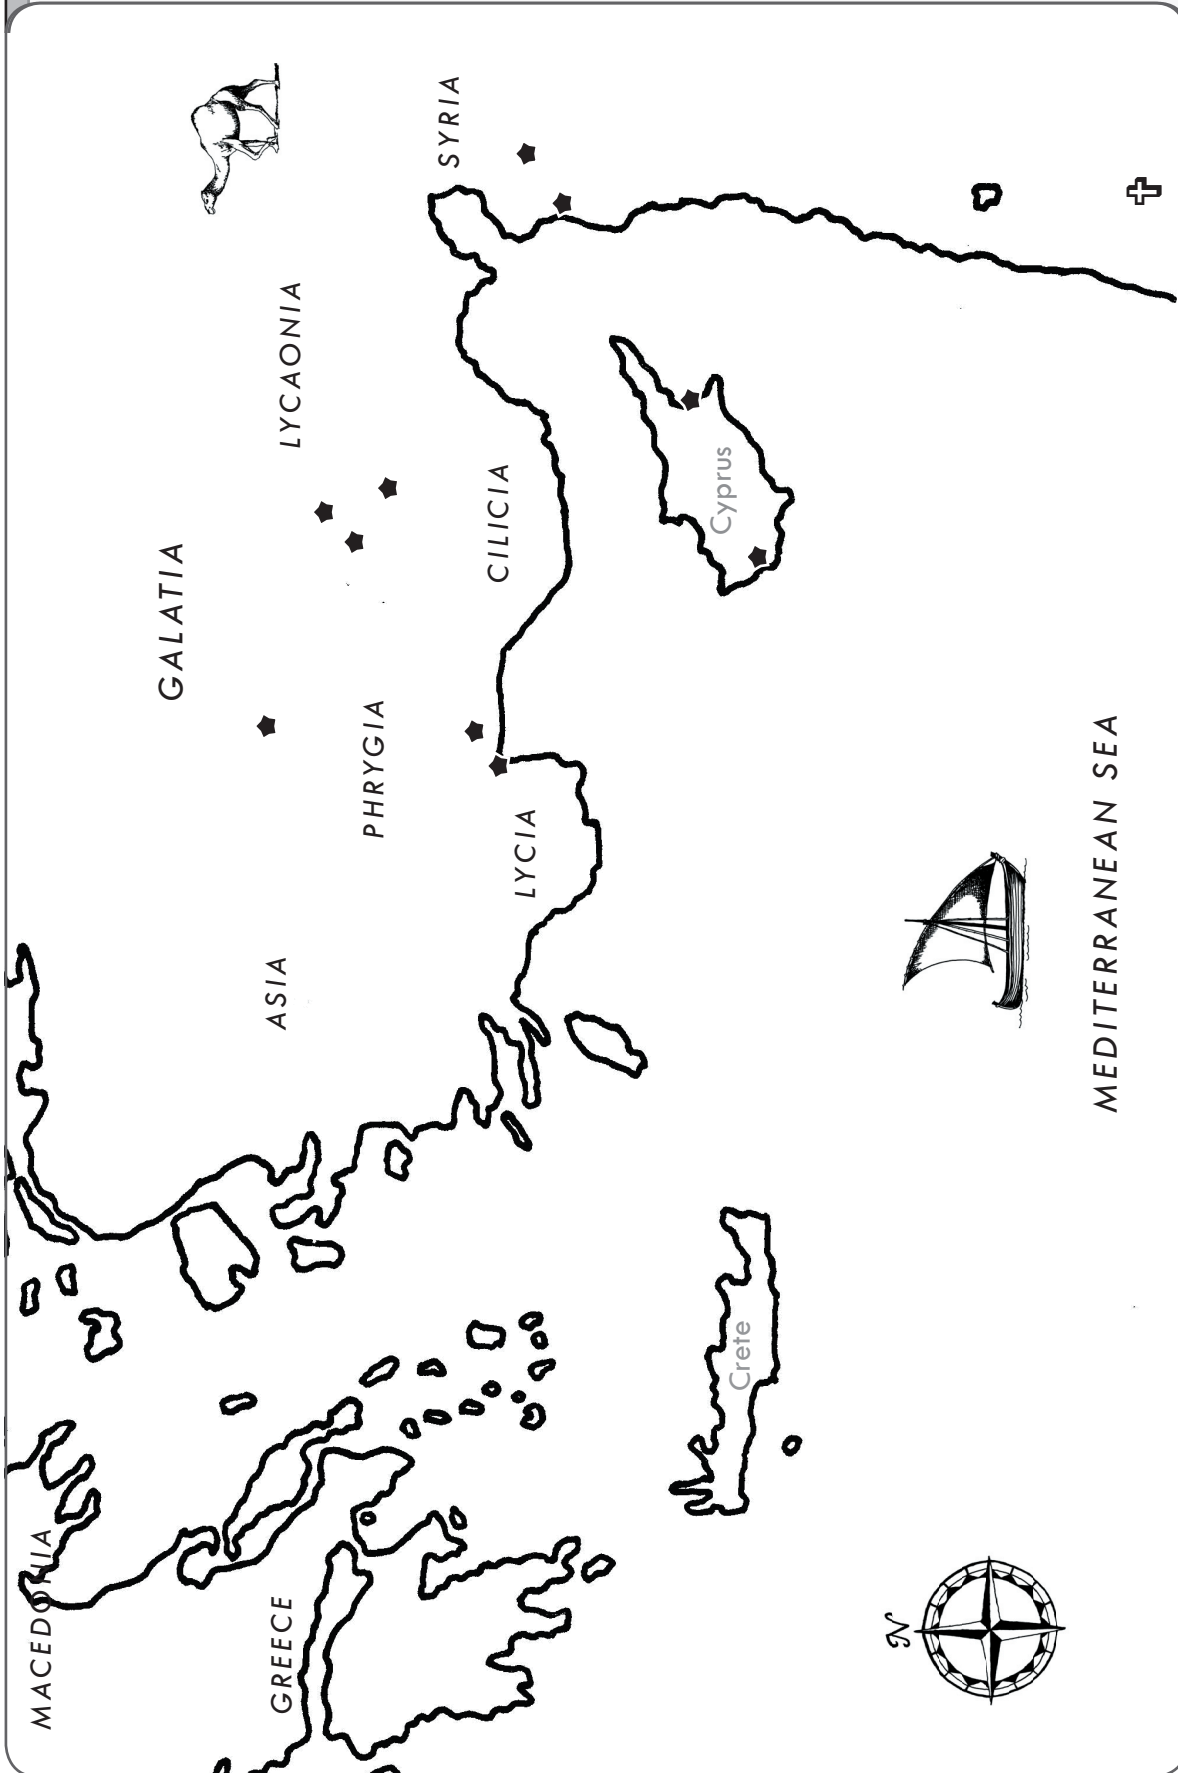 MACEDONIA
GREECE
ASIA
GALATIA
PHRYGIA
LYCAONIA
LYCIA
CILICIA
SYRIA
Crete
Cyprus
N
MEDITERRANEAN SEA